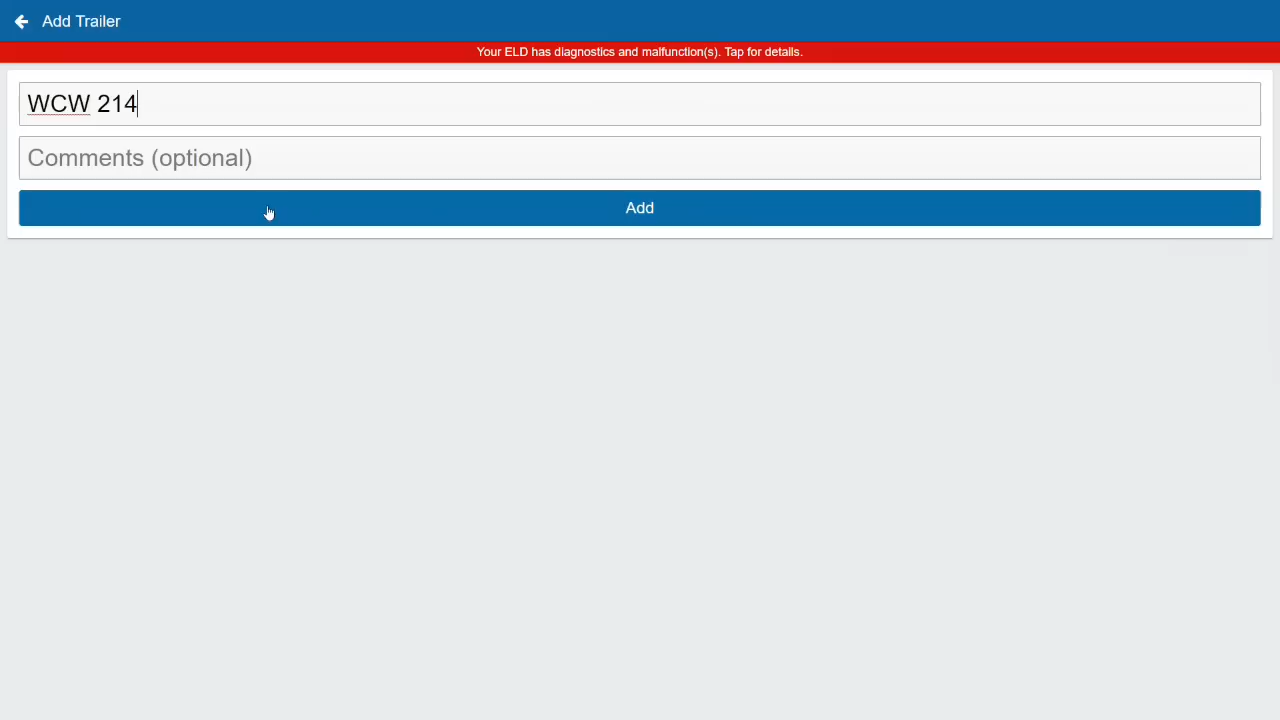 Add Trailer
Your ELD has diagnostics and malfunction(s). Tap for details.
WCW 214
Comments (optional)
Add